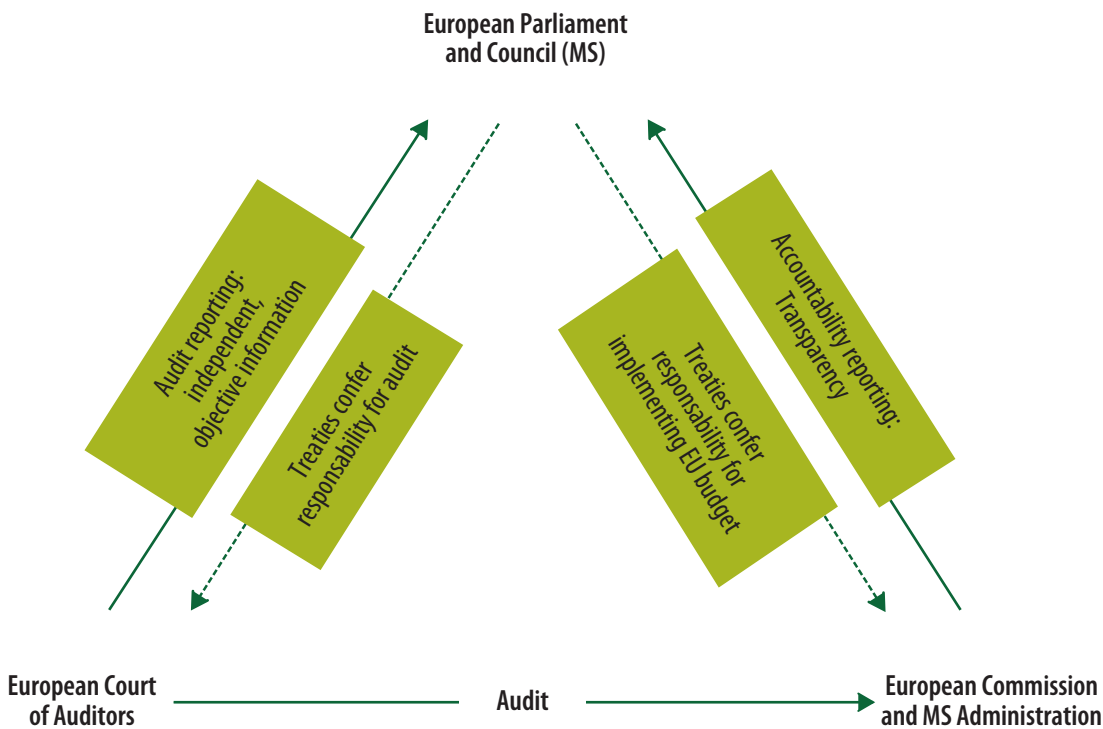 European Parliament
and Council (MS)
Audit reporting:
independent,
objective information
Treaties confer
responsability for audit
Treaties confer
responsability for
implementing EU budget
Accountability reporting:
Transparency
European Court
of Auditors
Audit
European Commission
and MS Administration